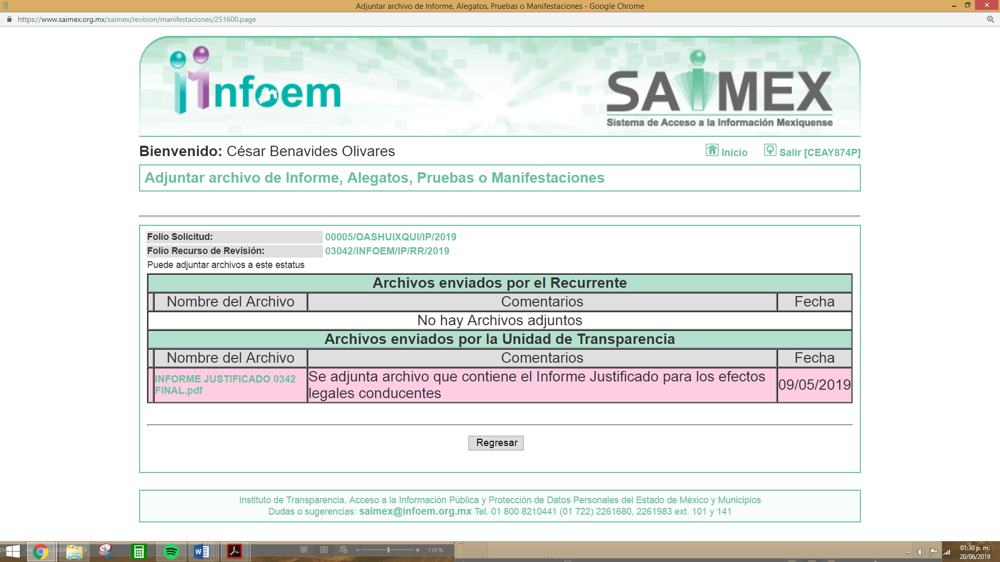 Adjuntar archivo de Informe, Alegatos, Pruebas o Manifestaciones - Google Chrome
https://www.saimex.org.mx/saimex/revision/manifestaciones/251600.page
infoem
SAIMEX
Sistema de Acceso a la Información Mexiquense
Bienvenido: César Benavides Olivares
Inicio
Salir [CEAY874P]
Adjuntar archivo de Informe, Alegatos, Pruebas o Manifestaciones
Folio Solicitud: 00005/OASHUIXQUI/IP/2019
Folio Recurso de Revisión: 03042/INFOEM/IP/RR/2019
Puede adjuntar archivos a este estatus
Archivos enviados por el Recurrente
Nombre del Archivo Comentarios Fecha
No hay Archivos adjuntos
Archivos enviados por la Unidad de Transparencia
Nombre del Archivo Comentarios Fecha
INFORME JUSTIFICADO 0342
FINAL.pdf
Se adjunta archivo que contiene el Informe Justificado para los efectos
legales conducentes
09/05/2019
Regresar
Instituto de Transparencia, Acceso a la Información Pública y Protección de Datos Personales del Estado de México y Municipios
Dudas o sugerencias: saimex@infoem.org.mx Tel. 01 800 8210441 (01 722) 2261680, 2261983 ext. 101 y 141
110 %
01:30 p. m.
20/06/2019